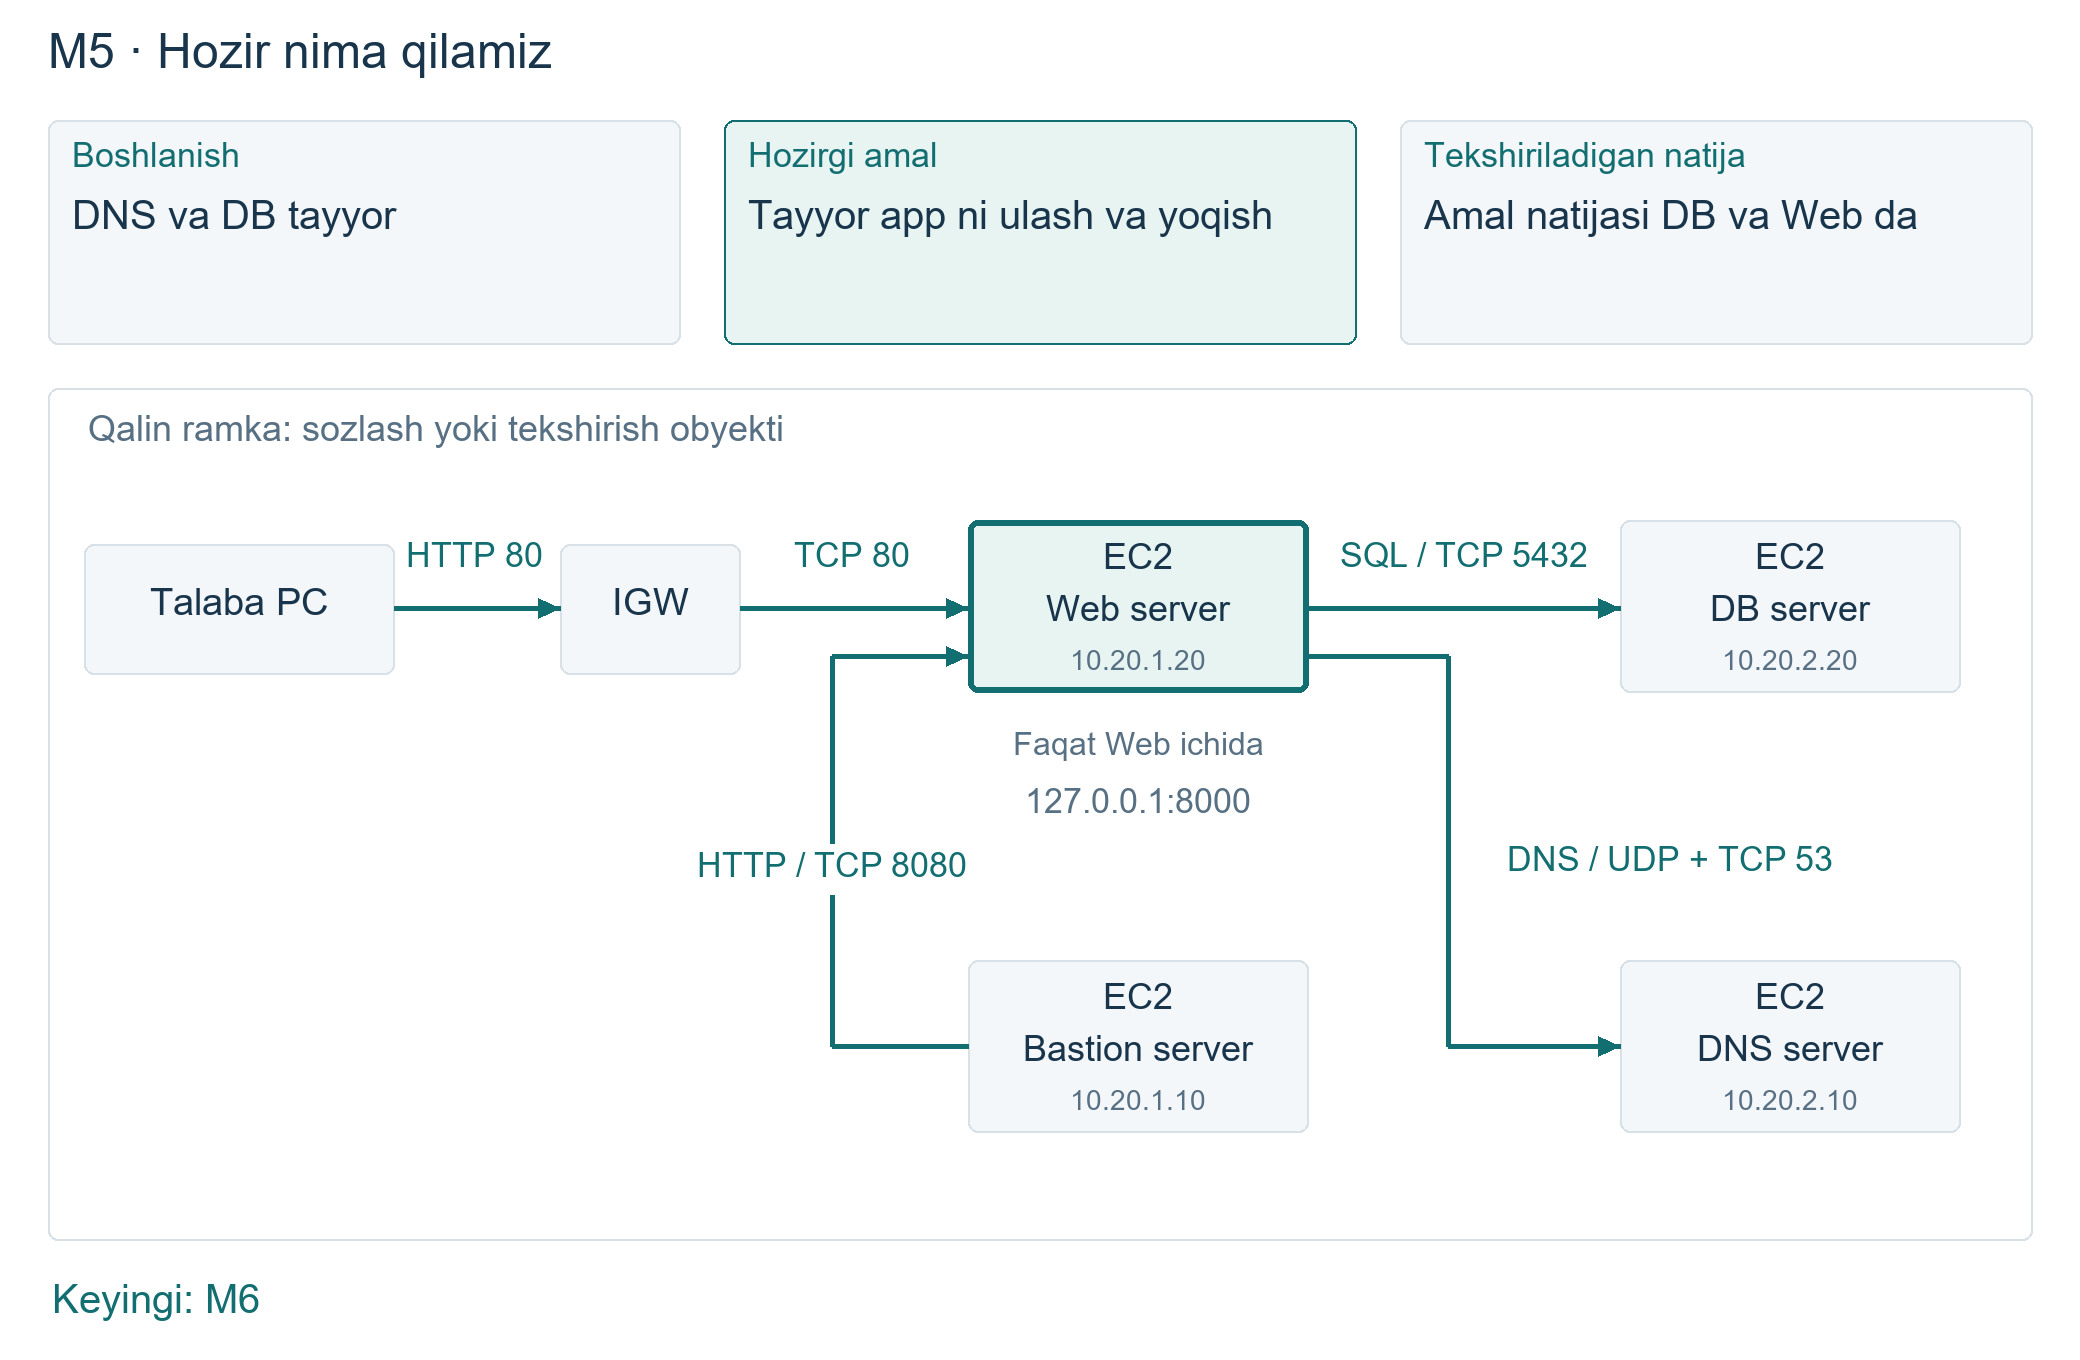 M5 · Hozir nima qilamiz
Boshlanish
DNS va DB tayyor
Hozirgi amal
Tayyor app ni ulash va yoqish
Tekshiriladigan natija
Amal natijasi DB va Web da
Qalin ramka: sozlash yoki tekshirish obyekti
Talaba PC
HTTP 80
IGW
TCP 80
EC2
Web server
10.20.1.20
SQL / TCP 5432
EC2
DB server
10.20.2.20
Faqat Web ichida
127.0.0.1:8000
HTTP / TCP 8080
DNS / UDP + TCP 53
EC2
Bastion server
10.20.1.10
EC2
DNS server
10.20.2.10
Keyingi: M6